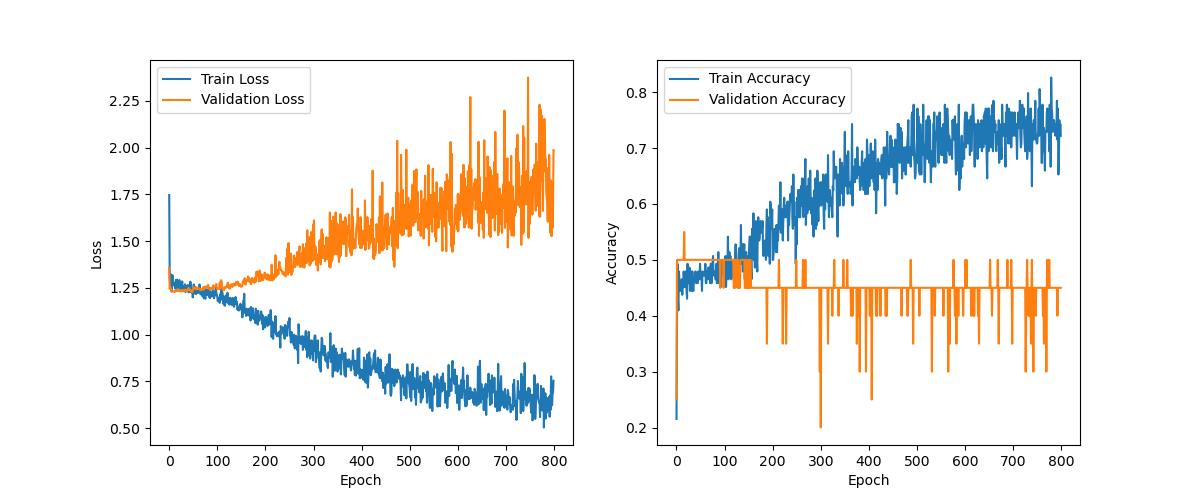 Train Loss
Validation Loss
2.25
2.00
1.75
1.50
1.25
1.00
0.75
0.50
Loss
0 100 200 300 400 500 600 700 800
Epoch
Train Accuracy
Validation Accuracy
0.8
0.7
0.6
0.5
0.4
0.3
0.2
Accuracy
0 100 200 300 400 500 600 700 800
Epoch